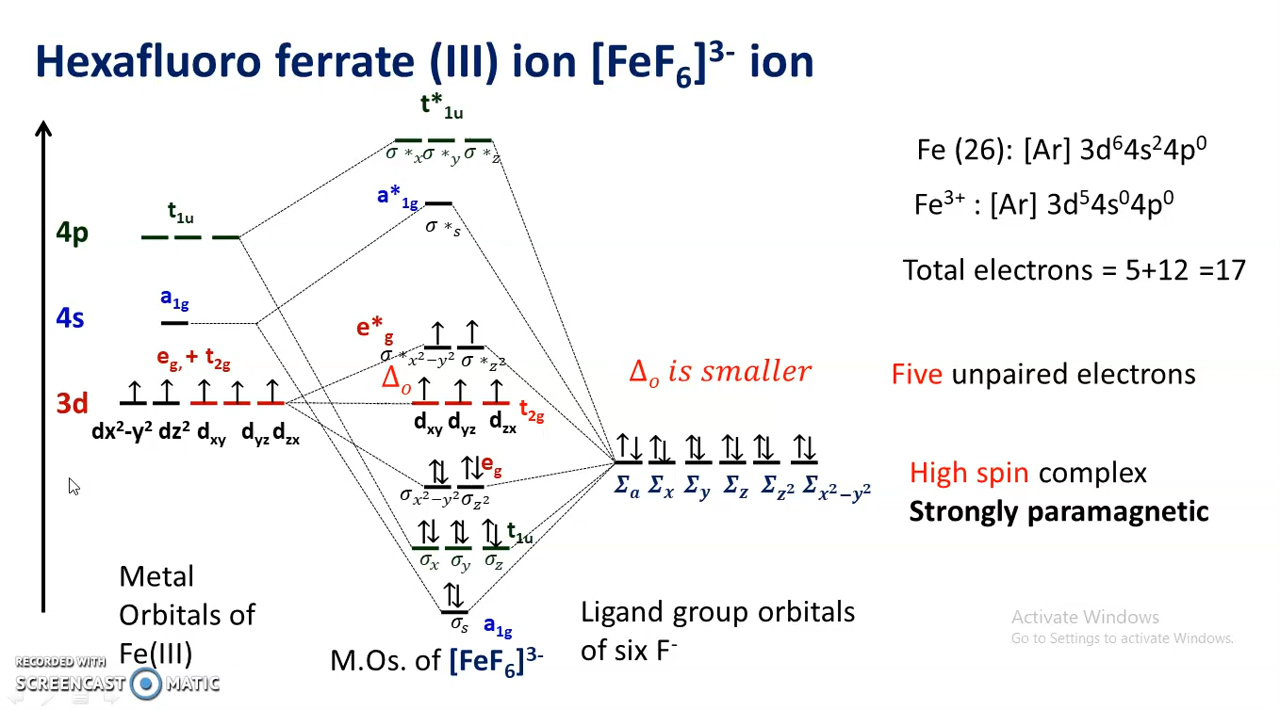 Hexafluoro ferrate (III) ion [FeF₆]³⁻ ion
t*₁ᵤ
σ *ₓ σ *ᵧ σ *z
a*₁g
σ *ₛ
t₁ᵤ
4p
a₁g
4s
e*g
σ *x²−y² σ *z²
Δₒ
eg, + t₂g
3d
dx²-y² dz² dxy dyz dzx
dxy dyz dzx
t₂g
eg
σx²−y² σz²
t₁ᵤ
σx σy σz
σs
a₁g
Δₒ is smaller
Σa Σx Σy Σz Σz² Σx²−y²
Metal
Orbitals of
Fe(III)
M.Os. of [FeF₆]³⁻
Ligand group orbitals
of six F⁻
Fe (26): [Ar] 3d⁶4s²4p⁰
Fe³⁺ : [Ar] 3d⁵4s⁰4p⁰
Total electrons = 5+12 =17
Five unpaired electrons
High spin complex
Strongly paramagnetic
Activate Windows
Go to Settings to activate Windows.
RECORDED WITH
SCREENCAST MATIC